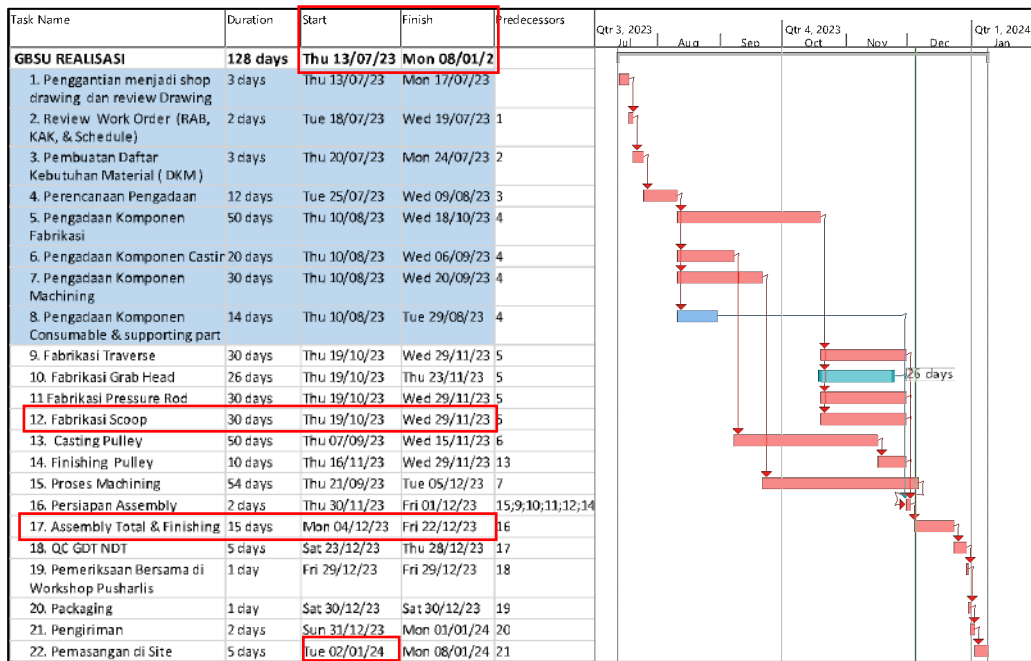 Task Name Duration Start Finish Predecessors
Qtr 3, 2023 Qtr 4, 2023 Qtr 1, 2024
Jul Aug Sep Oct Nov Dec Jan
GBSU REALISASI 128 days Thu 13/07/23 Mon 08/01/2
1. Penggantian menjadi shop 3 days Thu 13/07/23 Mon 17/07/23
drawing dan review Drawing
2. Review Work Order (RAB, 2 days Tue 18/07/23 Wed 19/07/23 1
KAK, & Schedule)
3. Pembuatan Daftar 3 days Thu 20/07/23 Mon 24/07/23 2
Kebutuhan Material ( DKM )
4. Perencanaan Pengadaan 12 days Tue 25/07/23 Wed 09/08/23 3
5. Pengadaan Komponen 50 days Thu 10/08/23 Wed 18/10/23 4
Fabrikasi
6. Pengadaan Komponen Castir 20 days Thu 10/08/23 Wed 06/09/23 4
7. Pengadaan Komponen 30 days Thu 10/08/23 Wed 20/09/23 4
Machining
8. Pengadaan Komponen 14 days Thu 10/08/23 Tue 29/08/23 4
Consumable & supporting part
9. Fabrikasi Traverse 30 days Thu 19/10/23 Wed 29/11/23 5
10. Fabrikasi Grab Head 26 days Thu 19/10/23 Thu 23/11/23 5
26 days
11 Fabrikasi Pressure Rod 30 days Thu 19/10/23 Wed 29/11/23 5
12. Fabrikasi Scoop 30 days Thu 19/10/23 Wed 29/11/23 5
13. Casting Pulley 50 days Thu 07/09/23 Wed 15/11/23 6
14. Finishing Pulley 10 days Thu 16/11/23 Wed 29/11/23 13
15. Proses Machining 54 days Thu 21/09/23 Tue 05/12/23 7
16. Persiapan Assembly 2 days Thu 30/11/23 Fri 01/12/23 15;9;10;11;12;14
17. Assembly Total & Finishing 15 days Mon 04/12/23 Fri 22/12/23 16
18. QC GDT NDT 5 days Sat 23/12/23 Thu 28/12/23 17
19. Pemeriksaan Bersama di 1 day Fri 29/12/23 Fri 29/12/23 18
Workshop Pusharlis
20. Packaging 1 day Sat 30/12/23 Sat 30/12/23 19
21. Pengiriman 2 days Sun 31/12/23 Mon 01/01/24 20
22. Pemasangan di Site 5 days Tue 02/01/24 Mon 08/01/24 21